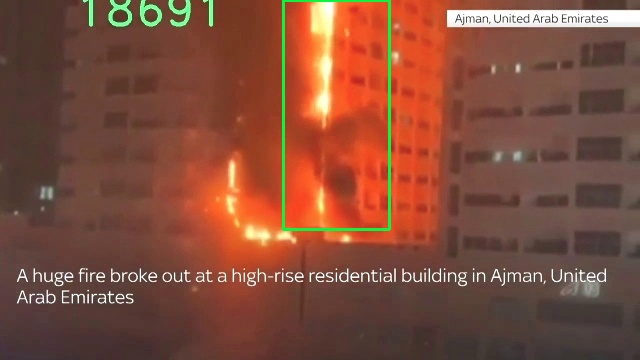 18691
Ajman, United Arab Emirates
A huge fire broke out at a high-rise residential building in Ajman, United
Arab Emirates